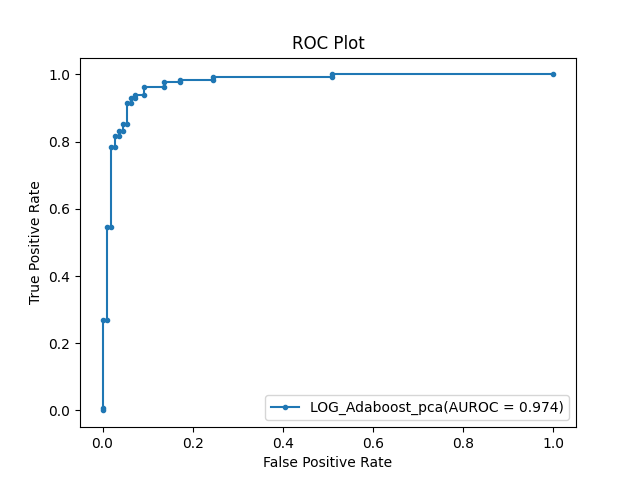 ROC Plot
True Positive Rate
1.0
0.8
0.6
0.4
0.2
0.0
0.0 0.2 0.4 0.6 0.8 1.0
False Positive Rate
LOG_Adaboost_pca(AUROC = 0.974)